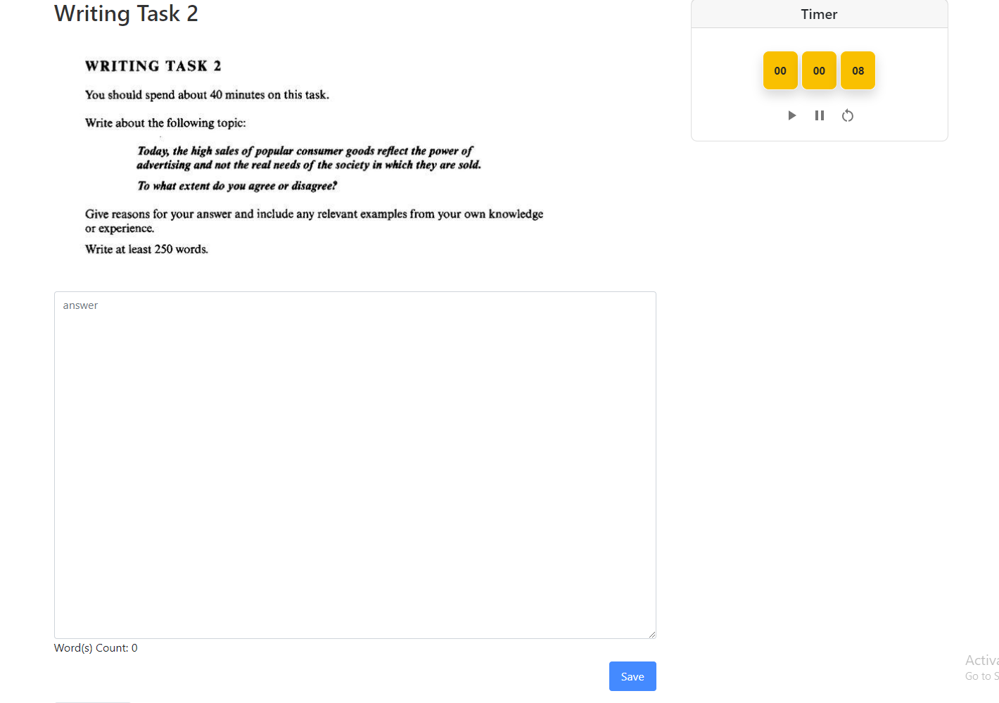 Writing Task 2
Timer
00 00 08
WRITING TASK 2
You should spend about 40 minutes on this task.
Write about the following topic:
Today, the high sales of popular consumer goods reflect the power of
advertising and not the real needs of the society in which they are sold.
To what extent do you agree or disagree?
Give reasons for your answer and include any relevant examples from your own knowledge
or experience.
Write at least 250 words.
answer
Word(s) Count: 0
Save
Activa
Go to S